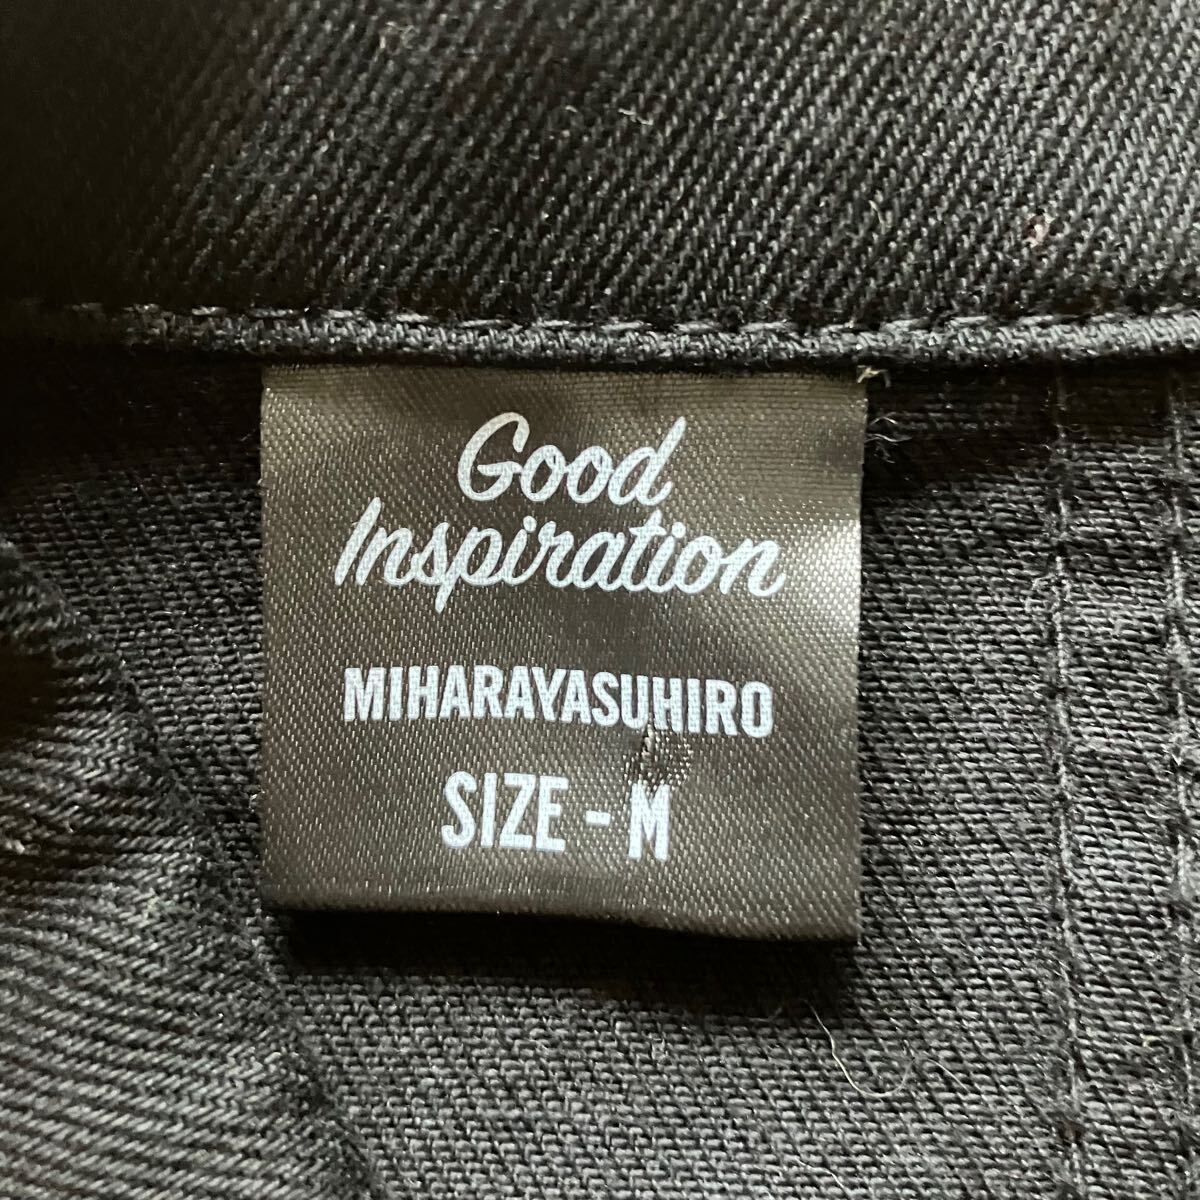 Good
Inspiration
MIHARAYASUHIRO
SIZE - M